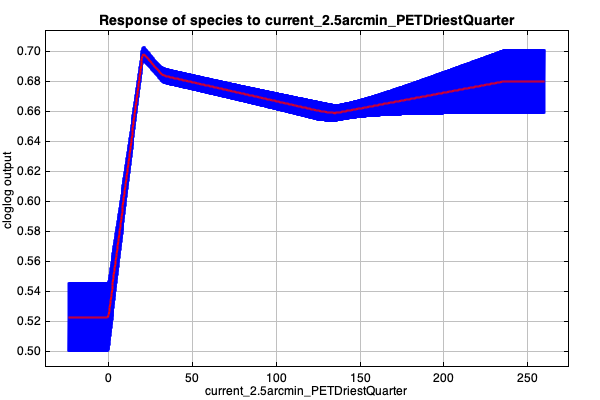 Response of species to current_2.5arcmin_PETDriestQuarter
cloglog output
0.70
0.68
0.66
0.64
0.62
0.60
0.58
0.56
0.54
0.52
0.50
0 50 100 150 200 250
current_2.5arcmin_PETDriestQuarter